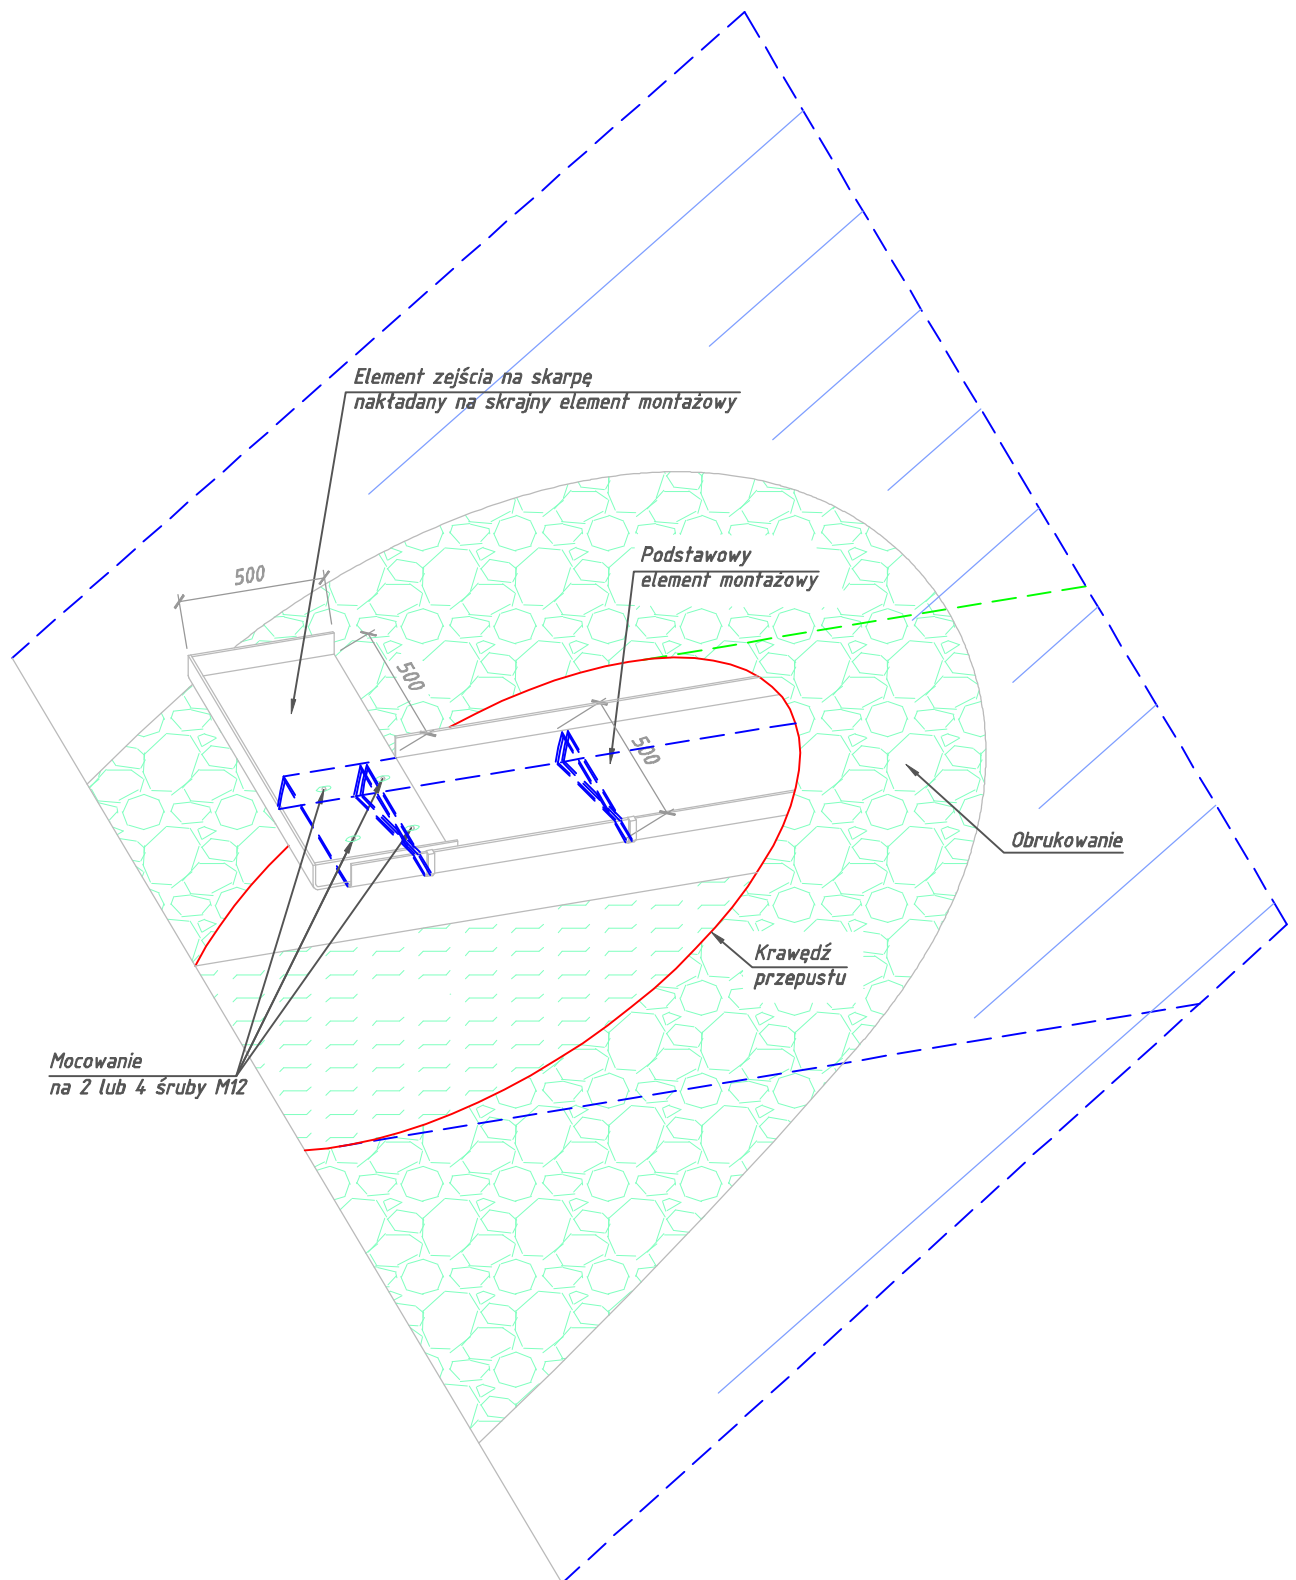 Element zejścia na skarpę
nakładany na skrajny element montażowy
Podstawowy
element montażowy
500
500
500
Obrukowanie
Krawędź
przepustu
Mocowanie
na 2 lub 4 śruby M12